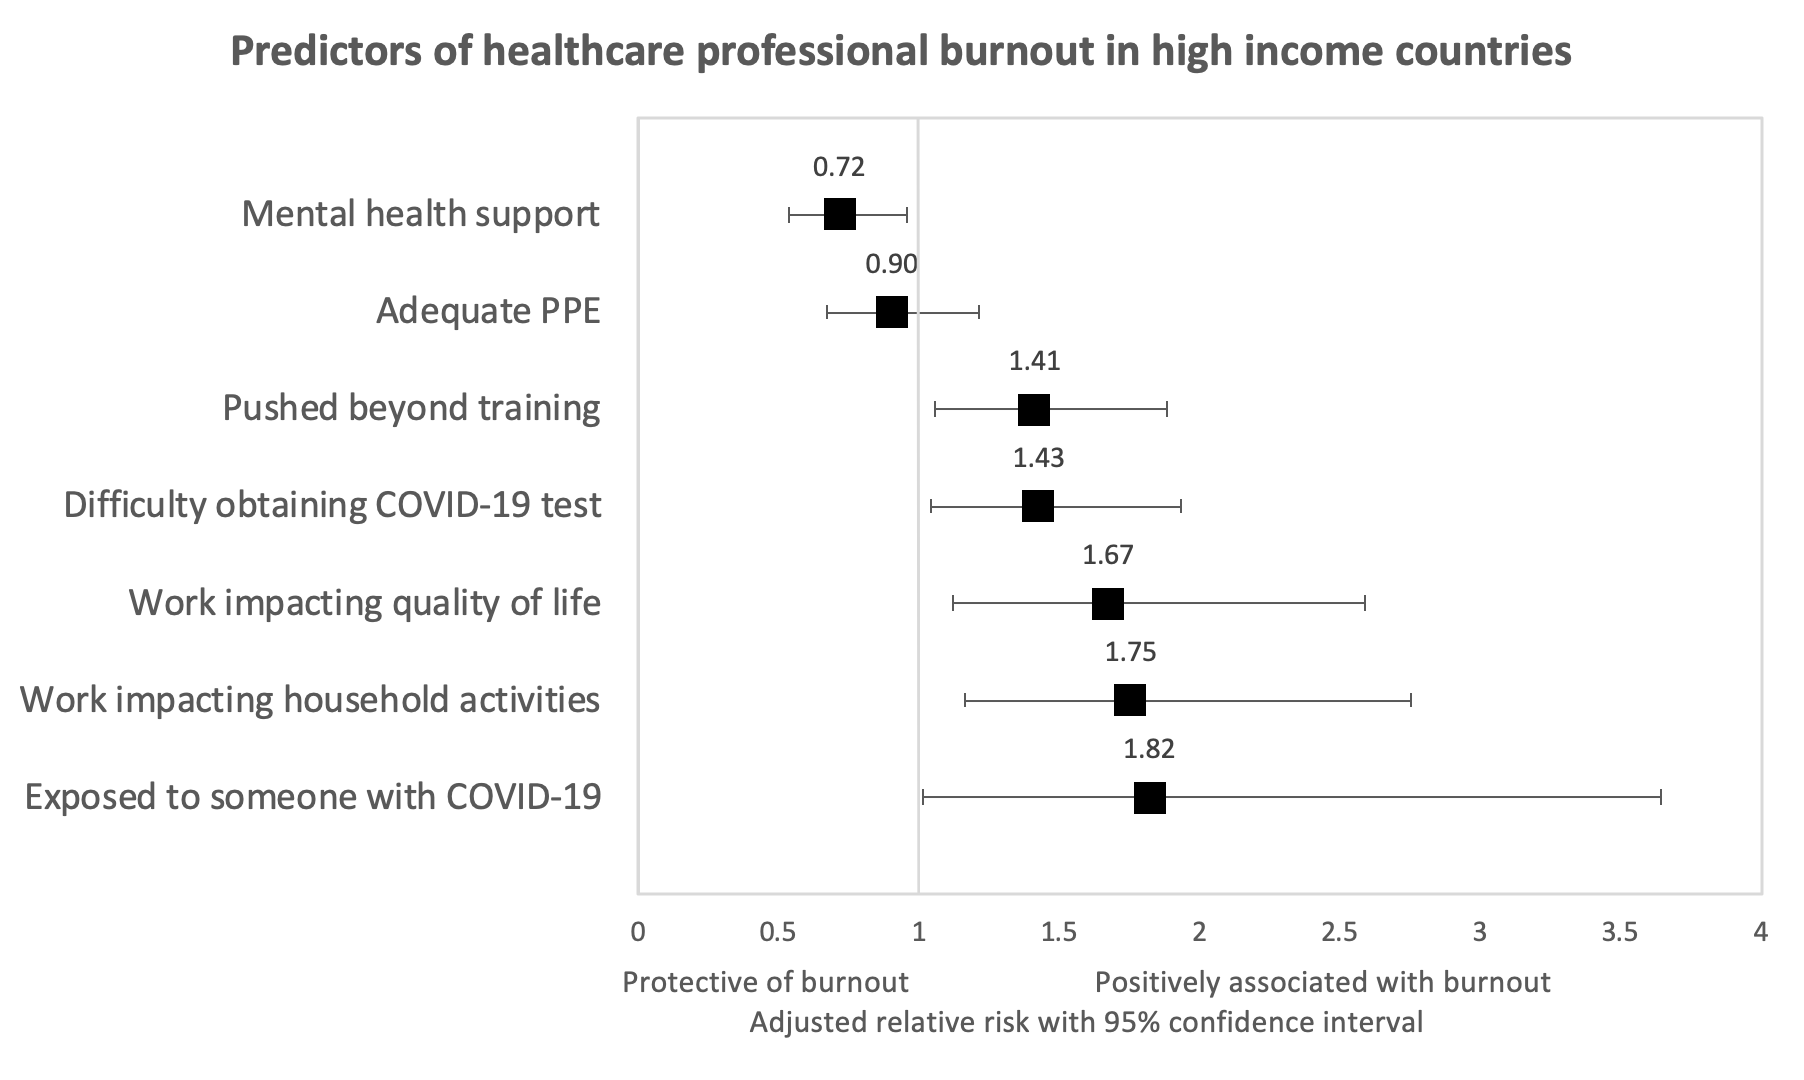 Predictors of healthcare professional burnout in high income countries
0.72
Mental health support
0.90
Adequate PPE
1.41
Pushed beyond training
1.43
Difficulty obtaining COVID-19 test
1.67
Work impacting quality of life
1.75
Work impacting household activities
1.82
Exposed to someone with COVID-19
0 0.5 1 1.5 2 2.5 3 3.5 4
Protective of burnout Positively associated with burnout
Adjusted relative risk with 95% confidence interval